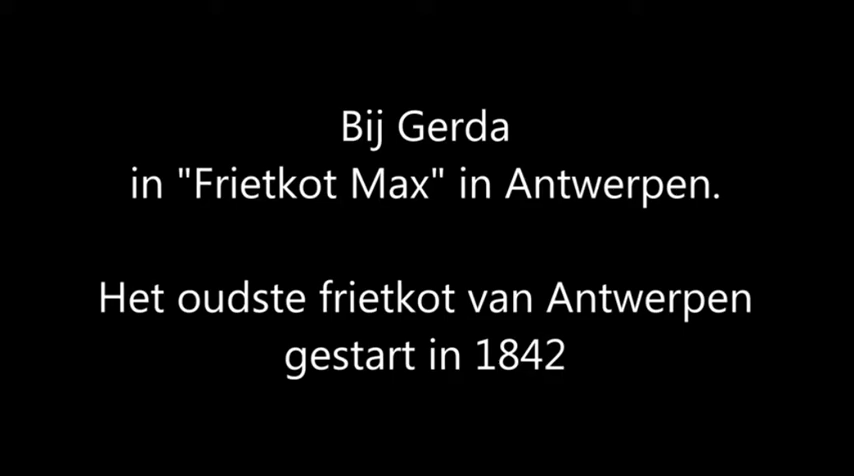 Bij Gerda
in "Frietkot Max" in Antwerpen.
Het oudste frietkot van Antwerpen
gestart in 1842